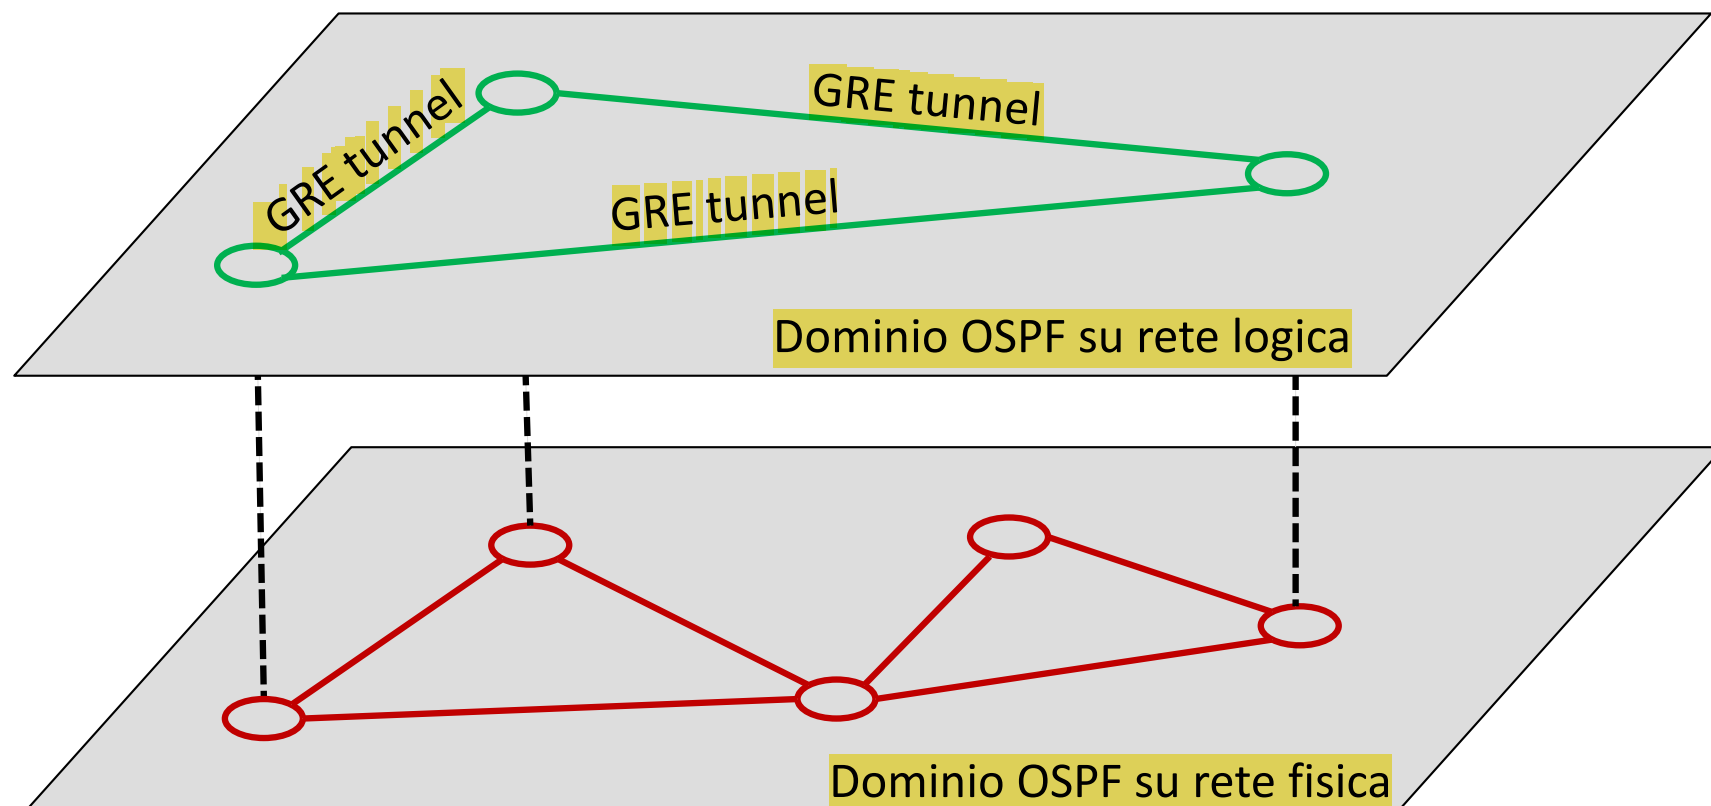 GRE tunnel
GRE tunnel
GRE tunnel
Dominio OSPF su rete logica
Dominio OSPF su rete fisica